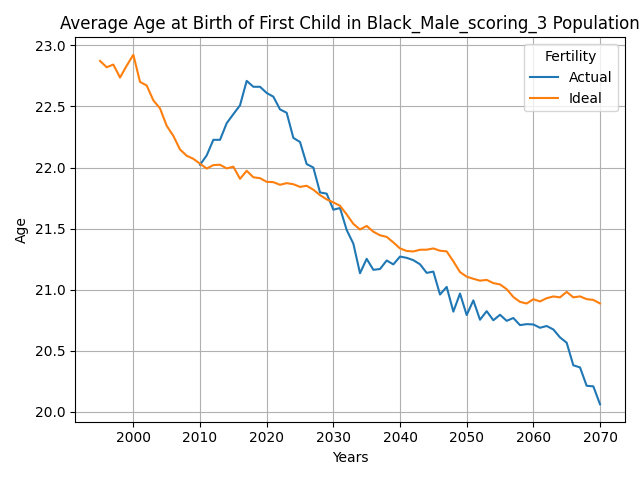 Average Age at Birth of First Child in Black_Male_scoring_3 Population
Fertility
Actual
Ideal
Age
23.0
22.5
22.0
21.5
21.0
20.5
20.0
2000 2010 2020 2030 2040 2050 2060 2070
Years